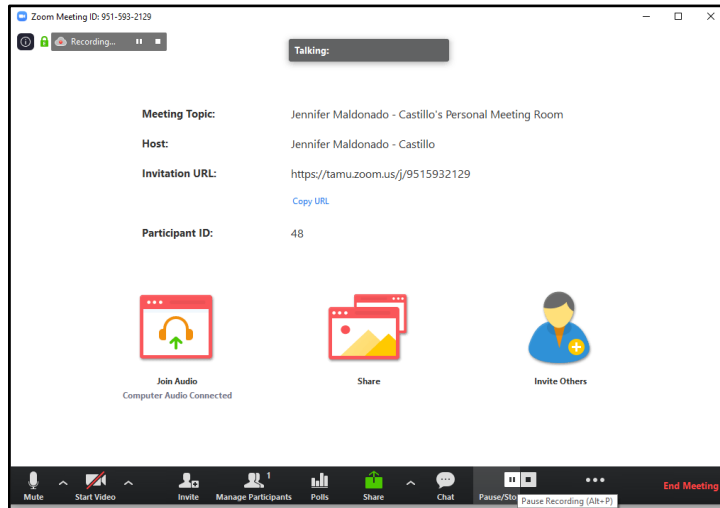 Zoom Meeting ID: 951-593-2129
Recording...
Talking:
Meeting Topic: Jennifer Maldonado - Castillo's Personal Meeting Room
Host: Jennifer Maldonado - Castillo
Invitation URL: https://tamu.zoom.us/j/9515932129
Copy URL
Participant ID: 48
Join Audio Share Invite Others
Computer Audio Connected
1
Mute Start Video Invite Manage Participants Polls Share Chat Pause/Sto End Meeting
Pause Recording (Alt+P)